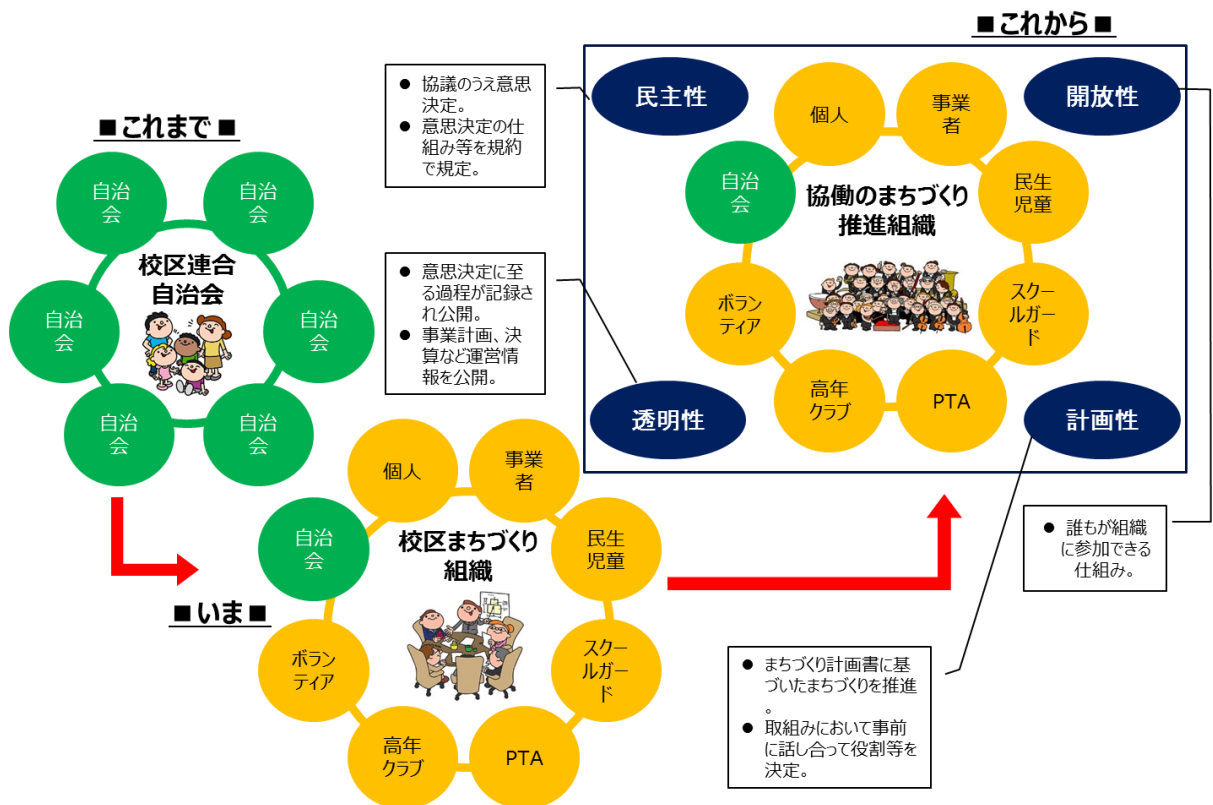 ■これから■
● 協議のうえ意思
決定。
● 意思決定の仕
組み等を規約
で規定。
民主性
開放性
個人
事業
者
自治
会
民生
児童
協働のまちづくり
推進組織
ボラン
ティア
スクー
ルガー
ド
高年
クラブ
PTA
● 意思決定に至
る過程が記録さ
れ公開。
● 事業計画、決
算など運営情
報を公開。
透明性
計画性
■これまで■
自治
会
自治
会
校区連合
自治会
自治
会
自治
会
自治
会
自治
会
■いま■
個人
事業
者
自治
会
民生
児童
校区まちづくり
組織
ボラン
ティア
スクー
ルガー
ド
高年
クラブ
PTA
● 誰もが組織
に参加できる
仕組み。
● まちづくり計画書に基
づいたまちづくりを推進
。
● 取組みにおいて事前
に話し合って役割等を
決定。